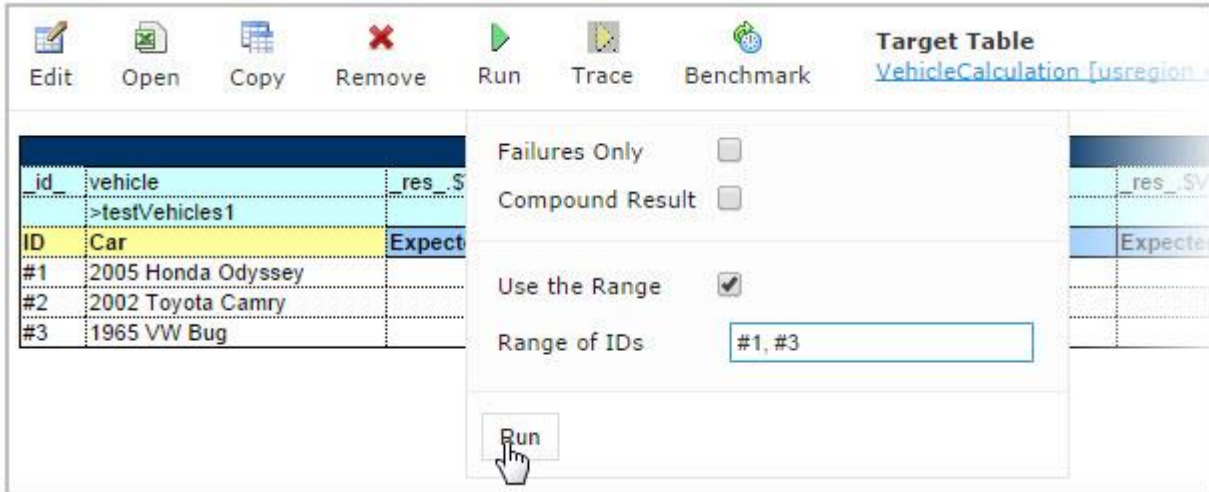 Edit Open Copy Remove Run Trace Benchmark
Target Table
VehicleCalculation [usregion
Failures Only
Compound Result
Use the Range
Range of IDs #1, #3
Run
_id_ vehicle _res_.$ _res_.$V
>testVehicles1
ID Car Expect Expecte
#1 2005 Honda Odyssey
#2 2002 Toyota Camry
#3 1965 VW Bug